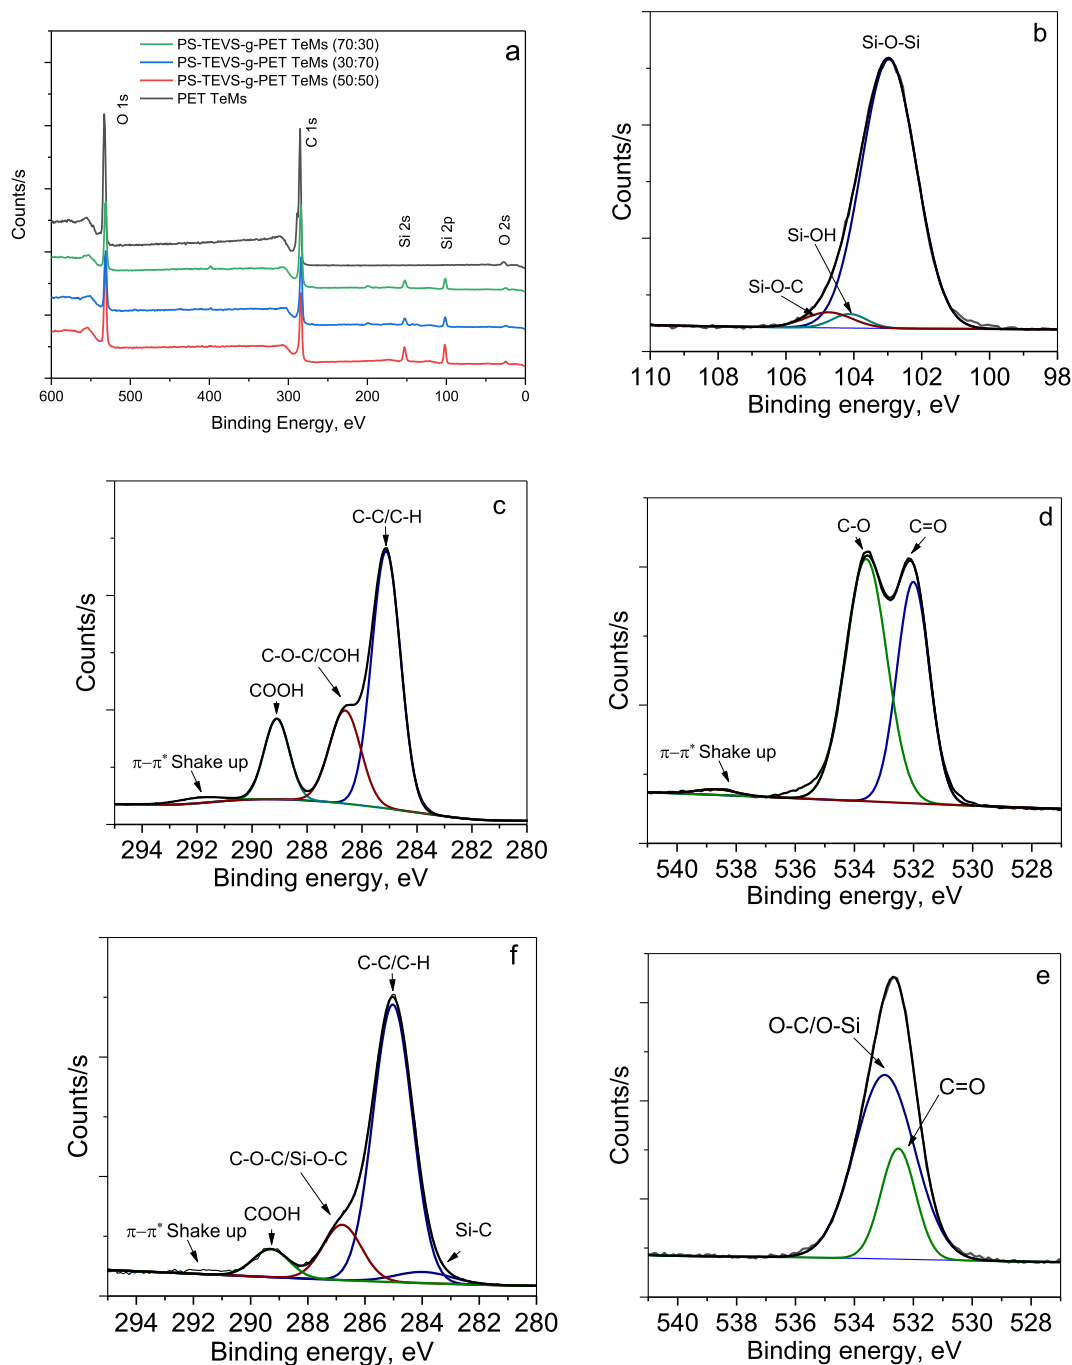 a
PS-TEVS-g-PET TeMs (70:30)
PS-TEVS-g-PET TeMs (30:70)
PS-TEVS-g-PET TeMs (50:50)
PET TeMs
O 1s
C 1s
Si 2s
Si 2p
O 2s
Counts/s
600 500 400 300 200 100 0
Binding Energy, eV
b
Si-O-Si
Si-OH
Si-O-C
Counts/s
110 108 106 104 102 100 98
Binding energy, eV
c
C-C/C-H
C-O-C/COH
COOH
π–π* Shake up
Counts/s
294 292 290 288 286 284 282 280
Binding energy, eV
d
C-O C=O
π–π* Shake up
Counts/s
540 538 536 534 532 530 528
Binding energy, eV
f
C-C/C-H
C-O-C/Si-O-C
COOH
π–π* Shake up
Si-C
Counts/s
294 292 290 288 286 284 282 280
Binding energy, eV
e
O-C/O-Si
C=O
Counts/s
540 538 536 534 532 530 528
Binding energy, eV